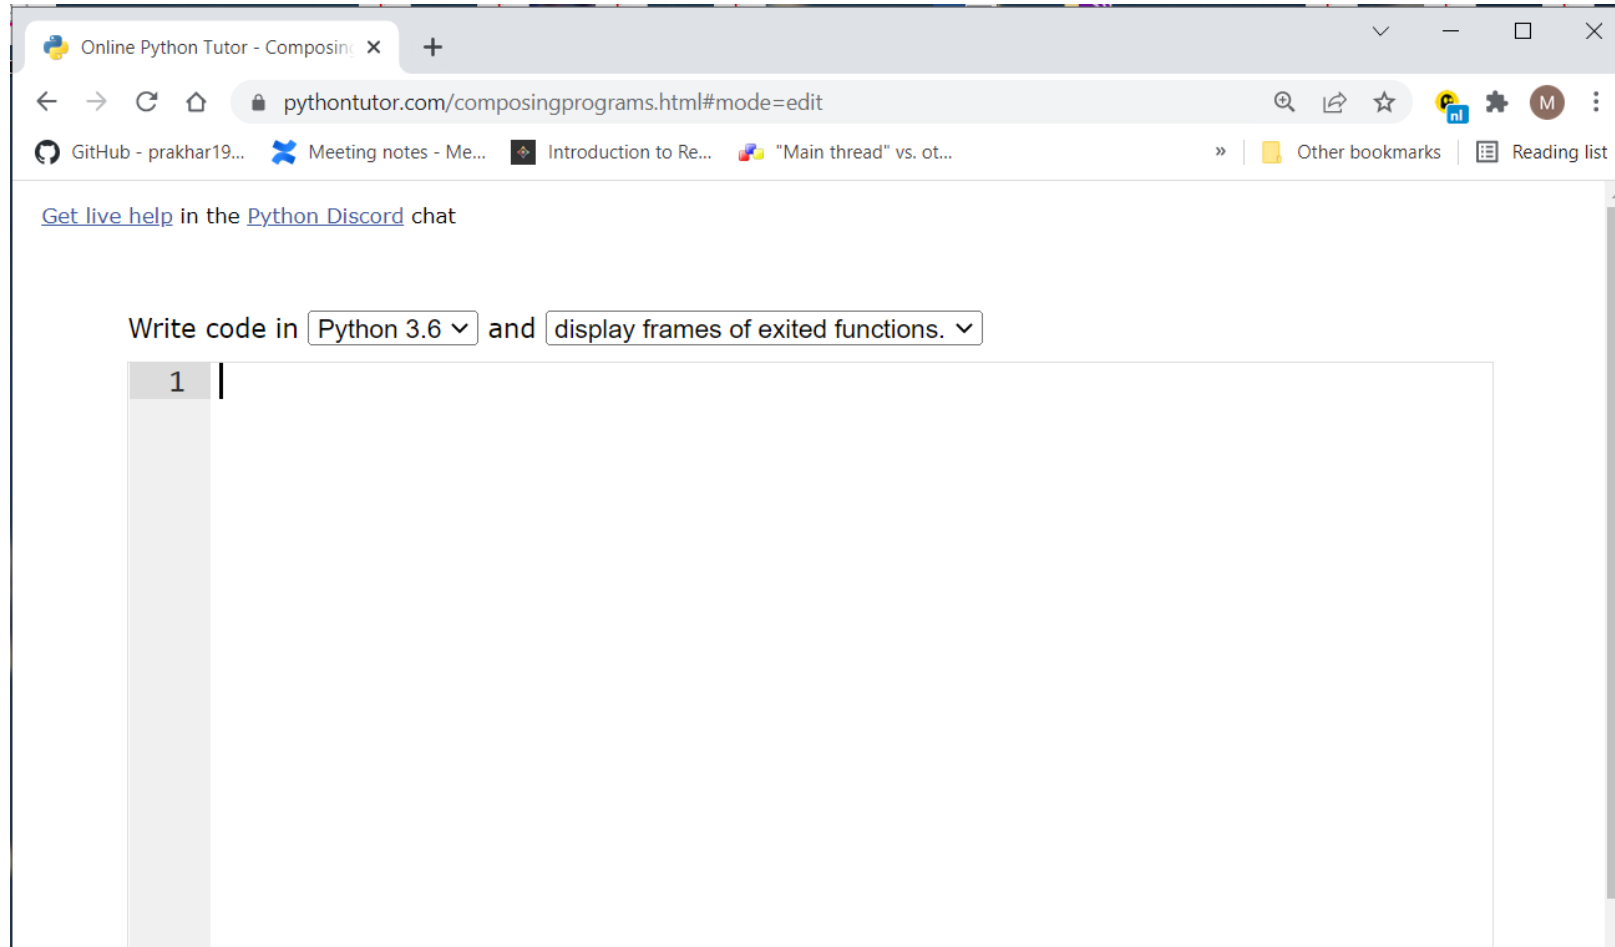 Online Python Tutor - Composing
pythontutor.com/composingprograms.html#mode=edit
nl
M
GitHub - prakhar19...
Meeting notes - Me...
Introduction to Re...
"Main thread" vs. ot...
»
Other bookmarks
Reading list
Get live help in the Python Discord chat
Write code in Python 3.6 and display frames of exited functions.
1